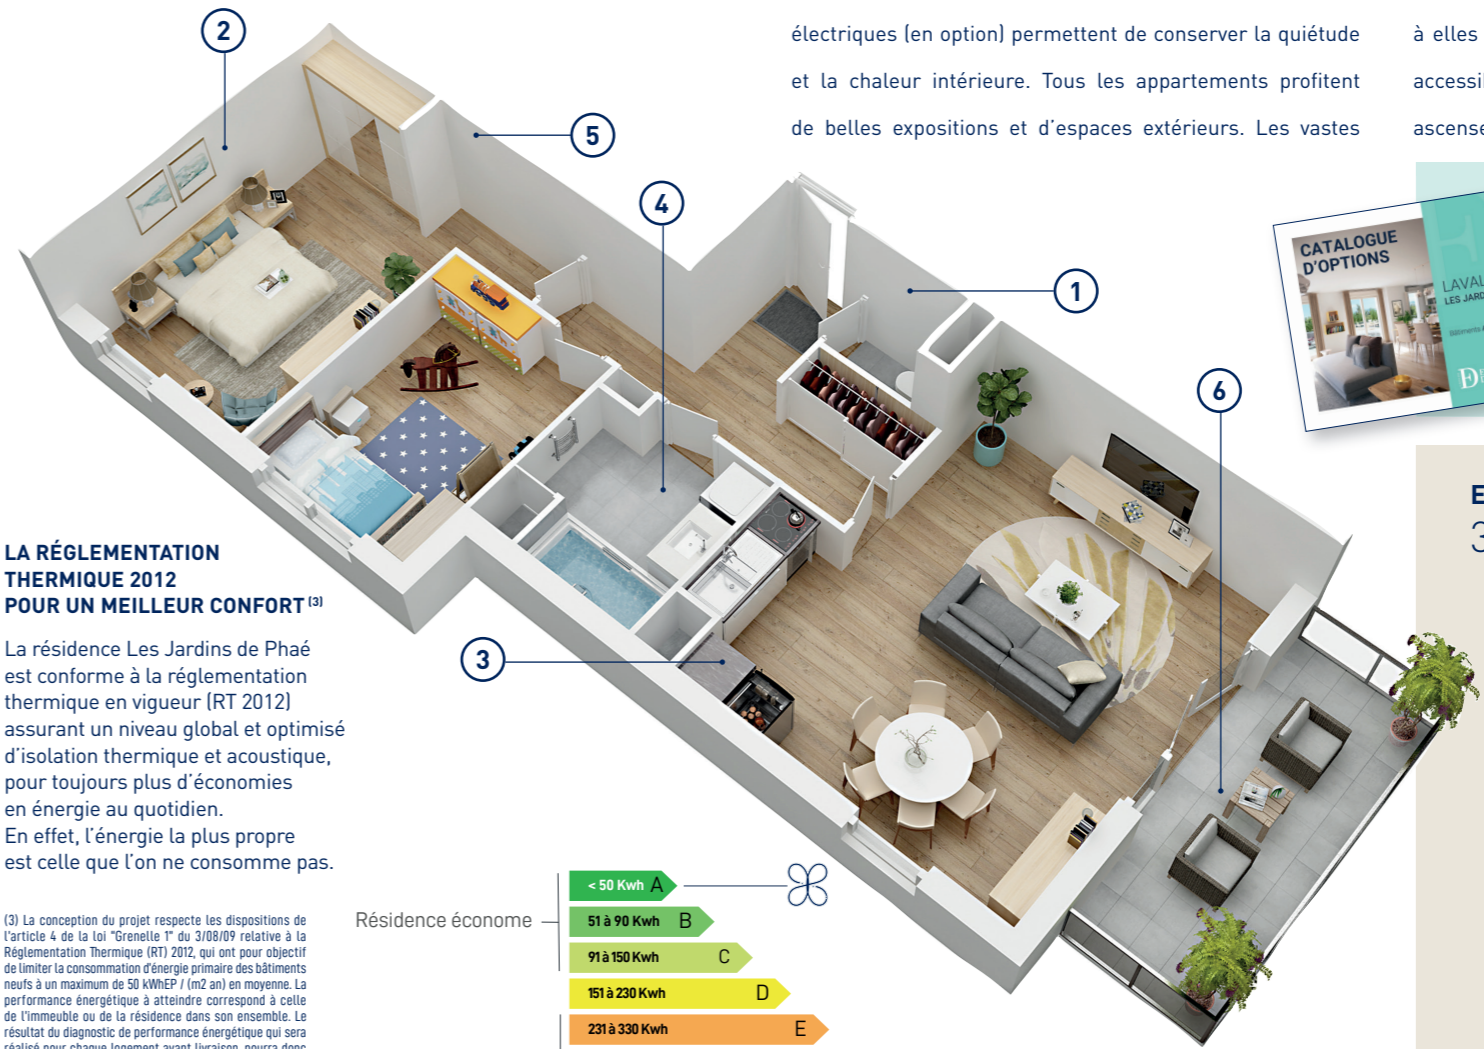 électriques (en option) permettent de conserver la quiétude
et la chaleur intérieure. Tous les appartements profitent
de belles expositions et d'espaces extérieurs. Les vastes
à elles
2
5
4
1
6
3
CATALOGUE
D'OPTIONS
LAVAL
E
3
LA RÉGLEMENTATION
THERMIQUE 2012
POUR UN MEILLEUR CONFORT (3)
La résidence Les Jardins de Phaé
est conforme à la réglementation
thermique en vigueur (RT 2012)
assurant un niveau global et optimisé
d'isolation thermique et acoustique,
pour toujours plus d'économies
en énergie au quotidien.
En effet, l'énergie la plus propre
est celle que l'on ne consomme pas.
(3) La conception du projet respecte les dispositions de
l'article 4 de la loi "Grenelle 1" du 3/08/09 relative à la
Réglementation Thermique (RT) 2012, qui ont pour objectif
de limiter la consommation d'énergie primaire des bâtiments
neufs à un maximum de 50 kWhEP / (m2 an) en moyenne. La
performance énergétique à atteindre correspond à celle
de l'immeuble ou de la résidence dans son ensemble. Le
résultat du diagnostic de performance énergétique qui sera
réalisé pour chaque logement avant livraison, pourra donc
Résidence économe
< 50 Kwh A
51 à 90 Kwh B
91 à 150 Kwh C
151 à 230 Kwh D
231 à 330 Kwh E